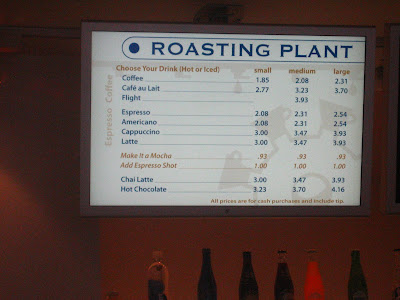 ROASTING PLANT
Choose Your Drink (Hot or Iced) small medium large
Coffee 1.85 2.08 2.31
Café au Lait 2.77 3.23 3.70
Flight 3.93
Espresso 2.08 2.31 2.54
Americano 2.08 2.31 2.54
Cappuccino 3.00 3.47 3.93
Latte 3.00 3.47 3.93
Make It a Mocha .93 .93 .93
Add Espresso Shot 1.00 1.00 1.00
Chai Latte 3.00 3.47 3.93
Hot Chocolate 3.23 3.70 4.16
All prices are for cash purchases and include tip.
Espresso Coffee